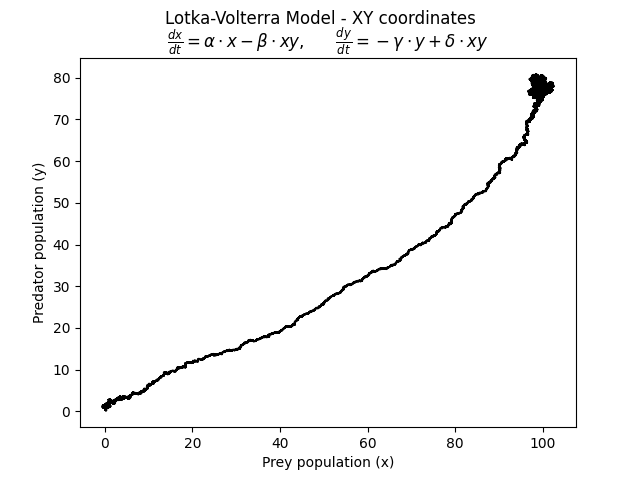 Lotka-Volterra Model - XY coordinates
dx/dt = α · x − β · xy, dy/dt = −γ · y + δ · xy
80
70
60
50
40
30
20
10
0
Predator population (y)
0 20 40 60 80 100
Prey population (x)